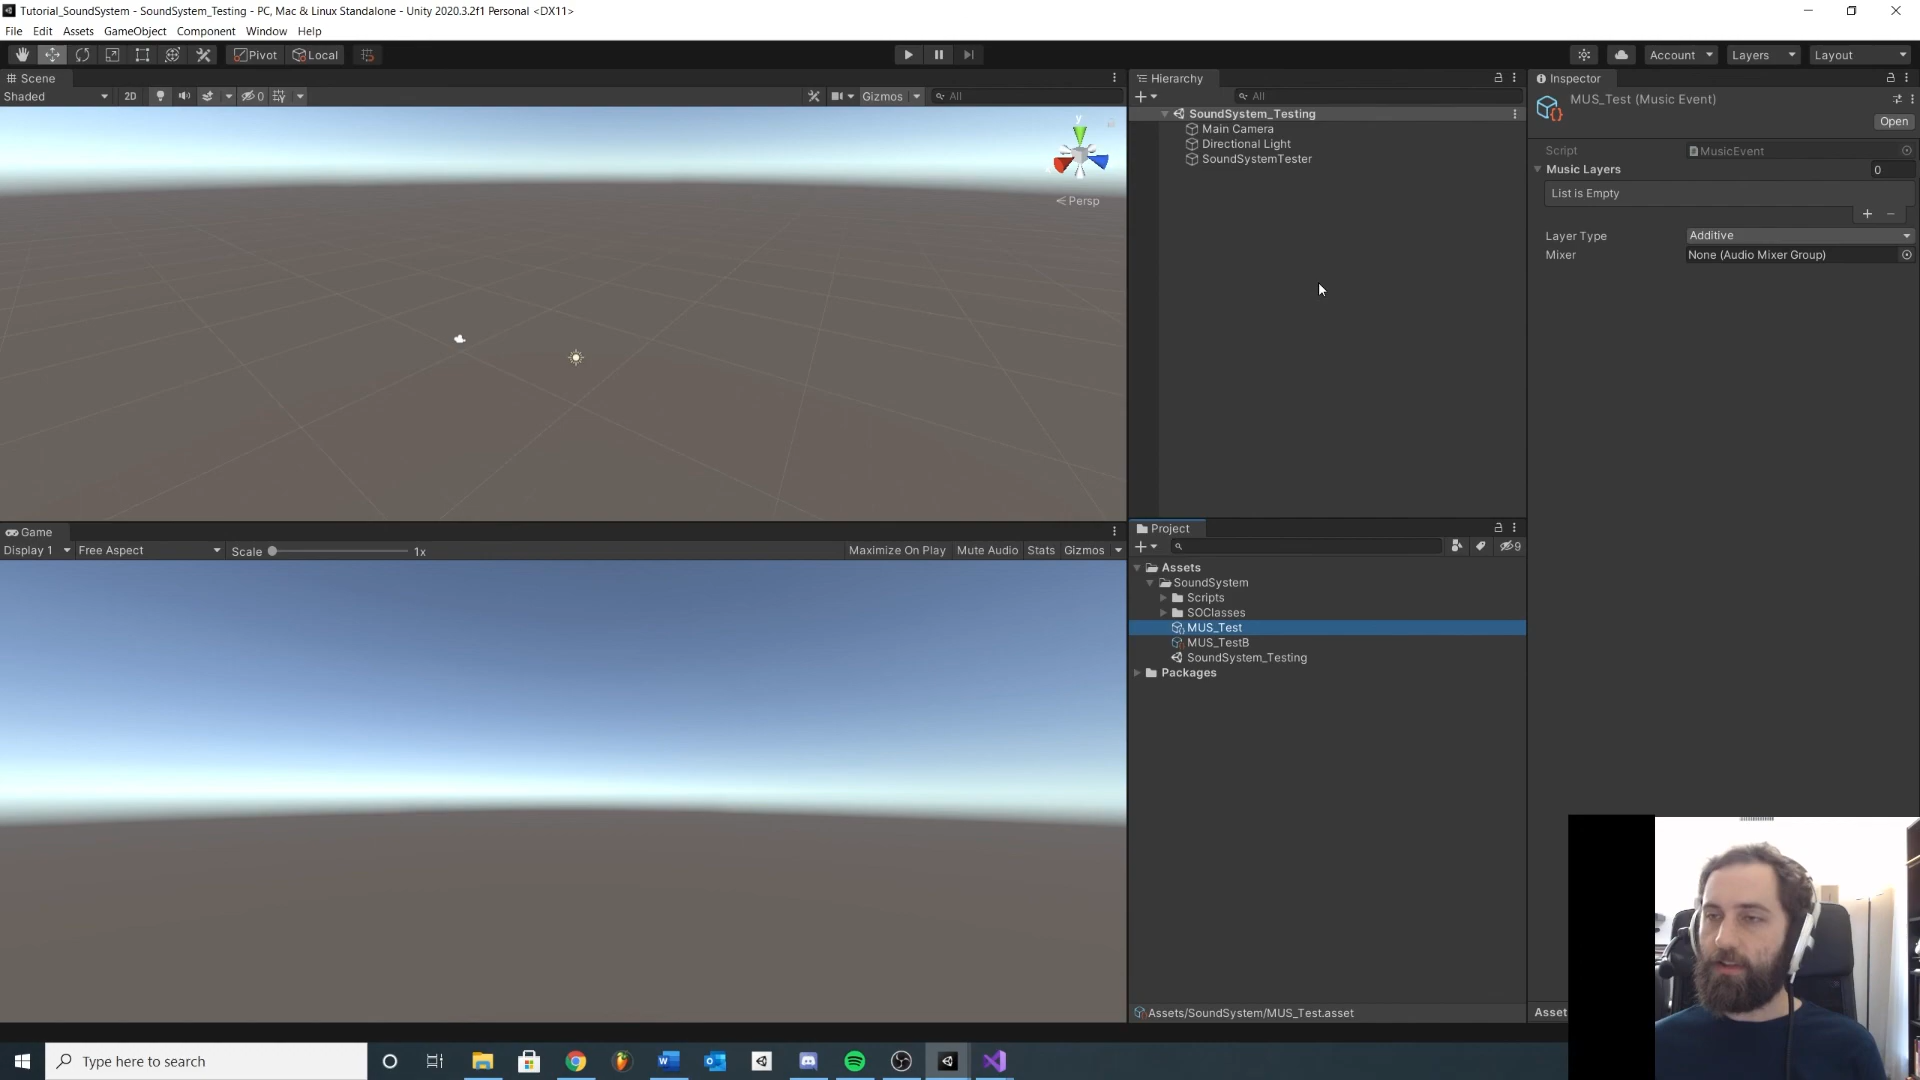 Tutorial_SoundSystem - SoundSystem_Testing - PC, Mac & Linux Standalone - Unity 2020.3.2f1 Personal <DX11>
File Edit Assets GameObject Component Window Help
Pivot Local Account Layers Layout
Scene
Shaded 2D 0 Gizmos All
y
Persp
Hierarchy
All
SoundSystem_Testing
Main Camera
Directional Light
SoundSystemTester
Inspector
MUS_Test (Music Event)
Open
Script MusicEvent
Music Layers 0
List is Empty
Layer Type Additive
Mixer None (Audio Mixer Group)
Game
Display 1 Free Aspect Scale 1x Maximize On Play Mute Audio Stats Gizmos
Project
9
Assets
SoundSystem
Scripts
SOClasses
MUS_Test
MUS_TestB
SoundSystem_Testing
Packages
Assets/SoundSystem/MUS_Test.asset
Asset
Type here to search